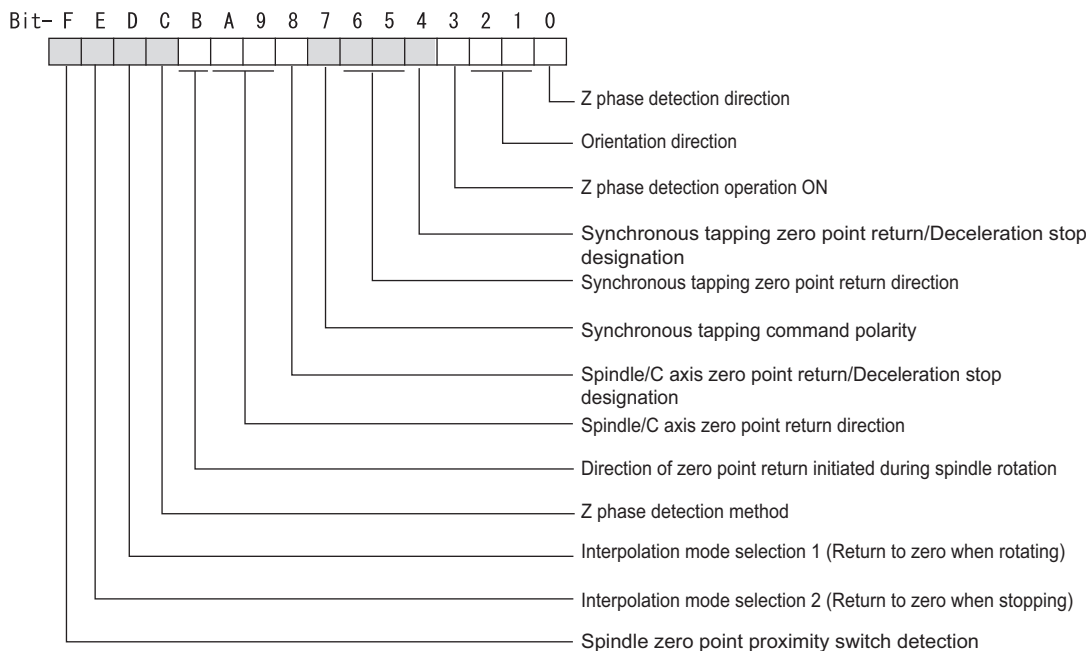 Bit- F E D C B A 9 8 7 6 5 4 3 2 1 0
Z phase detection direction
Orientation direction
Z phase detection operation ON
Synchronous tapping zero point return/Deceleration stop
designation
Synchronous tapping zero point return direction
Synchronous tapping command polarity
Spindle/C axis zero point return/Deceleration stop
designation
Spindle/C axis zero point return direction
Direction of zero point return initiated during spindle rotation
Z phase detection method
Interpolation mode selection 1 (Return to zero when rotating)
Interpolation mode selection 2 (Return to zero when stopping)
Spindle zero point proximity switch detection